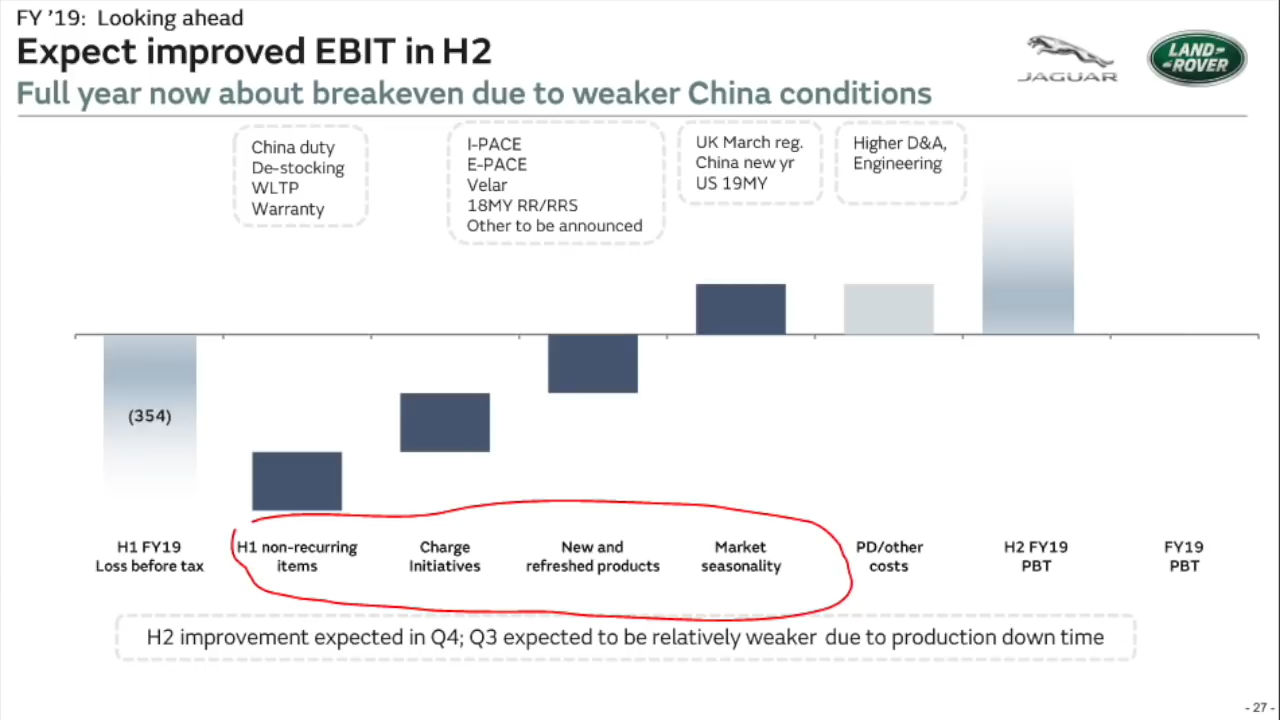 FY '19: Looking ahead
Expect improved EBIT in H2
Full year now about breakeven due to weaker China conditions
JAGUAR
LAND-
-ROVER
China duty
De-stocking
WLTP
Warranty
I-PACE
E-PACE
Velar
18MY RR/RRS
Other to be announced
UK March reg.
China new yr
US 19MY
Higher D&A,
Engineering
(354)
H1 FY19
Loss before tax
H1 non-recurring
items
Charge
Initiatives
New and
refreshed products
Market
seasonality
PD/other
costs
H2 FY19
PBT
FY19
PBT
H2 improvement expected in Q4; Q3 expected to be relatively weaker due to production down time
- 27 -